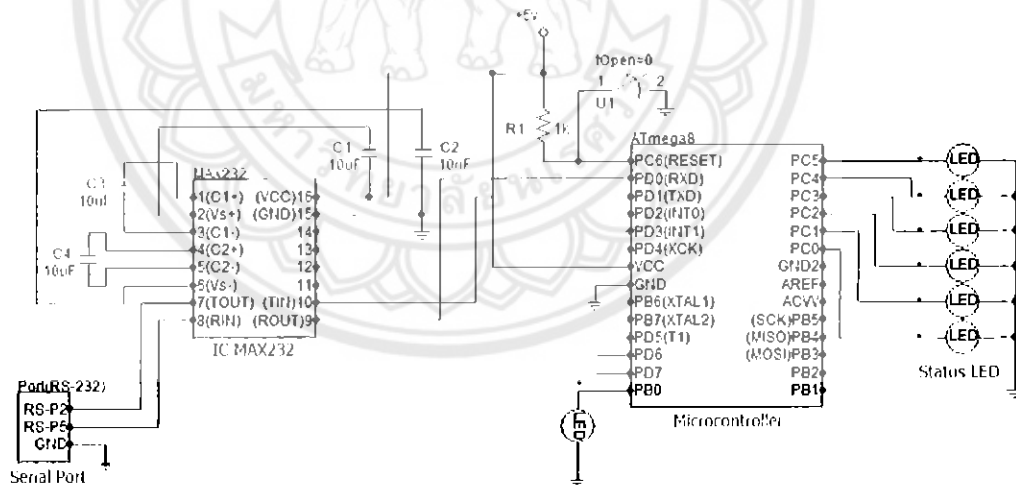 +5v
tOpen=0
1 2
U1
R1 1k
C1
10uF
C2
10uF
C3
10uF
C4
10uF
MAX232
1(C1+) (VCC)16
2(Vs+) (GND)15
3(C1-) 14
4(C2+) 13
5(C2-) 12
6(Vs-) 11
7(TOUT) (TIN)10
8(RIN) (ROUT)9
IC MAX232
Port(RS-232)
RS-P2
RS-P5
GND
Serial Port
ATmega8
PC6(RESET) PC5
PD0(RXD) PC4
PD1(TXD) PC3
PD2(INT0) PC2
PD3(INT1) PC1
PD4(XCK) PC0
VCC GND2
GND AREF
PB6(XTAL1)
PB7(XTAL2) (SCK)PB5
PD5(T1) (MISO)PB4
PD6 (MOSI)PB3
PD7 PB2
PB0 PB1
Microcontroller
LED
LED
LED
LED
LED
LED
LED
Status LED